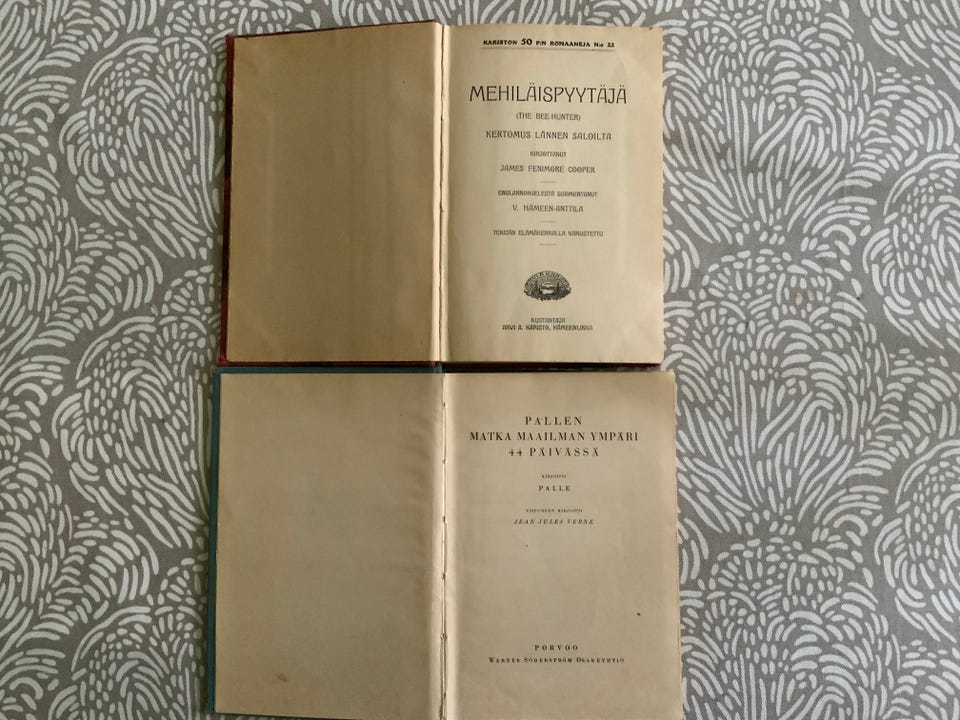 KARISTON 50 P:N ROMAANEJA N:o 22
MEHILÄISPYYTÄJÄ
(THE BEE-HUNTER)
KERTOMUS LÄNNEN SALOILTA
KIRJOTTANUT
JAMES FENIMORE COOPER
ENGLANNINKIELESTÄ SUOMENTANUT
V. HÄMEEN-ANTTILA
TEKIJÄN ELÄMÄKERRALLA VARUSTETTU
KUSTANTAJA
ARVI A. KARISTO, HÄMEENLINNA
PALLEN
MATKA MAAILMAN YMPÄRI
44 PÄIVÄSSÄ
KIRJOITTI
PALLE
ESIPUHEEN KIRJOITTI
JEAN JULES VERNE
PORVOO
WERNER SÖDERSTRÖM OSAKEYHTIÖ